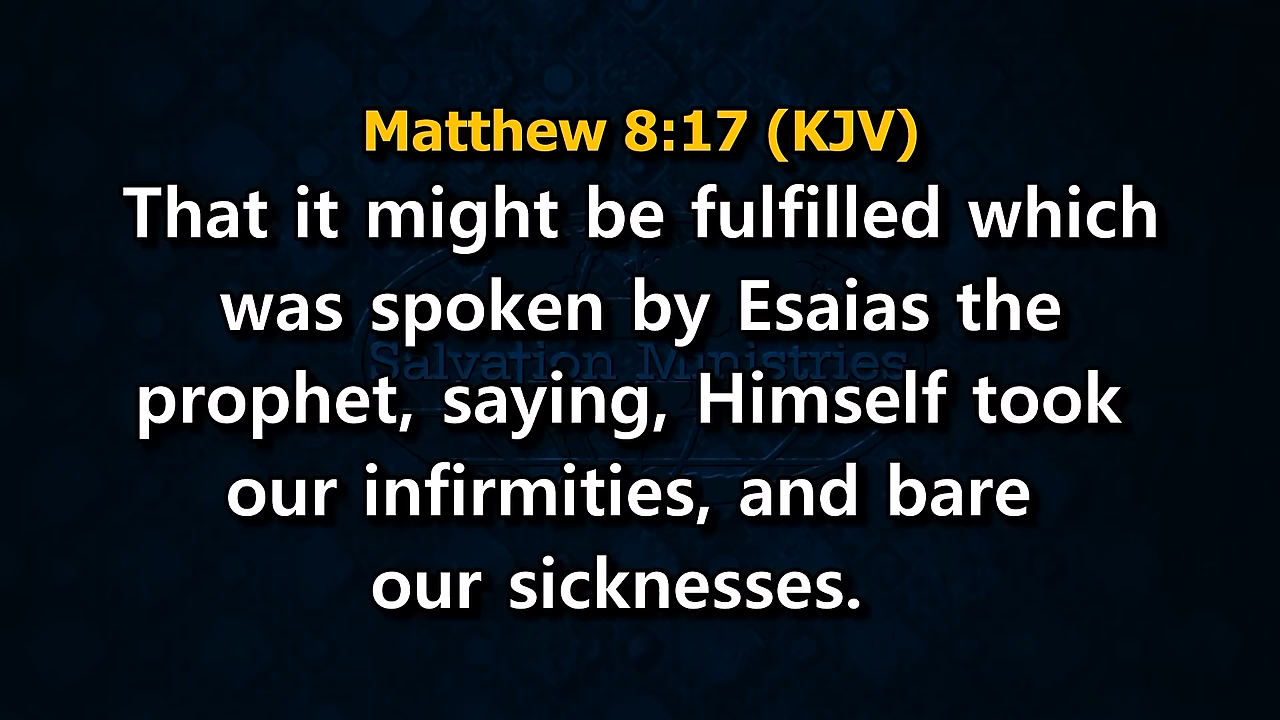 Matthew 8:17 (KJV)
That it might be fulfilled which
was spoken by Esaias the
Salvation Ministries
prophet, saying, Himself took
our infirmities, and bare
our sicknesses.